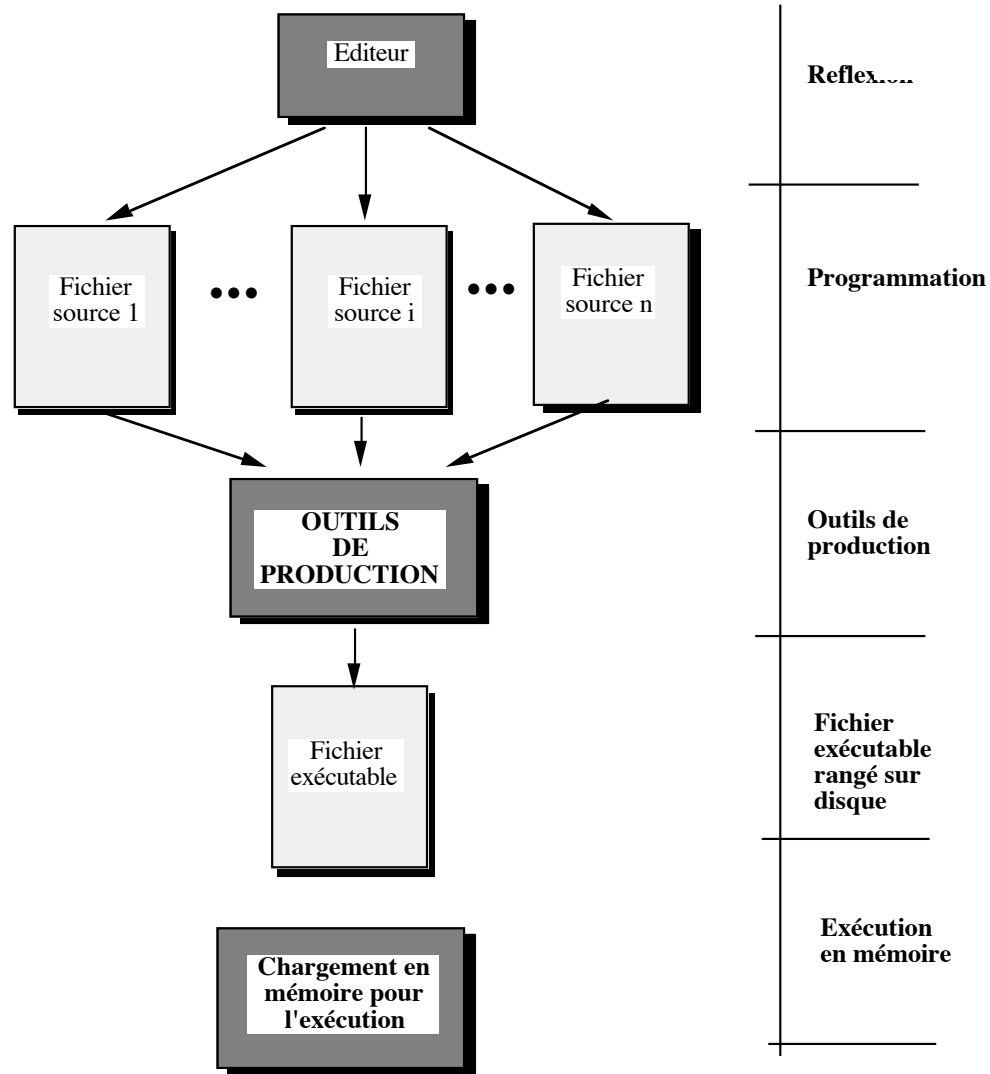 Editeur
Fichier
source 1
Fichier
source i
Fichier
source n
OUTILS
DE
PRODUCTION
Fichier
exécutable
Chargement en
mémoire pour
l'exécution
Programmation
Outils de
production
Fichier
exécutable
rangé sur
disque
Exécution
en mémoire